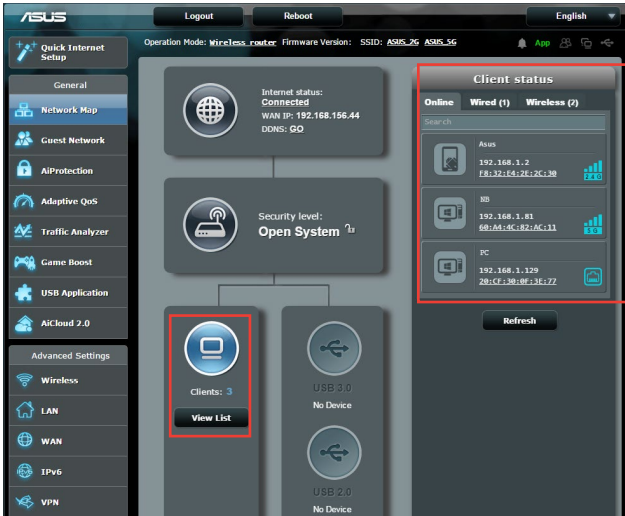 ASUS
Logout
Reboot
English
Quick Internet
Setup
Operation Mode: Wireless router Firmware Version: SSID: ASUS_2G ASUS_5G
App
General
Network Map
Guest Network
AiProtection
Adaptive QoS
Traffic Analyzer
Game Boost
USB Application
AiCloud 2.0
Advanced Settings
Wireless
LAN
WAN
IPv6
VPN
Internet status:
Connected
WAN IP: 192.168.156.44
DDNS: GO
Security level:
Open System
Clients: 3
View List
USB 3.0
No Device
USB 2.0
No Device
Client status
Online Wired (1) Wireless (2)
Search
Asus
192.168.1.2
F8:32:E4:2E:2C:30
2.4G
NB
192.168.1.81
60:A4:4C:82:AC:11
5G
PC
192.168.1.129
20:CF:30:0F:3E:77
Refresh